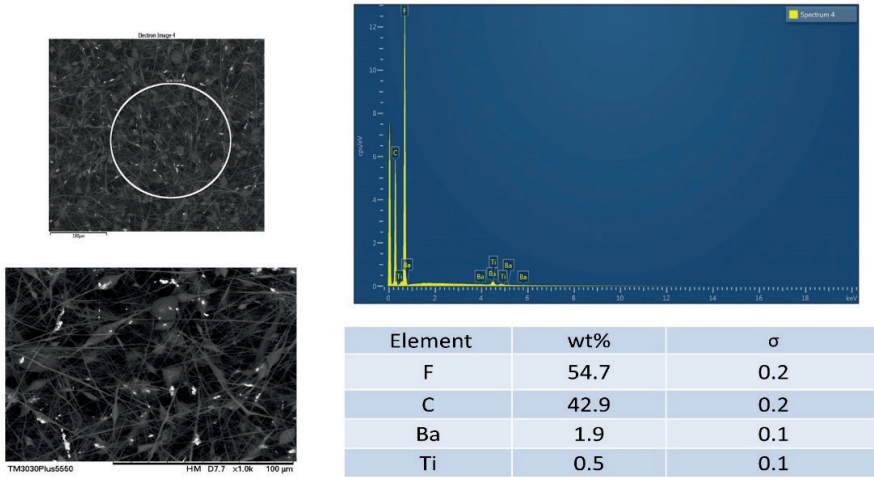 Electron Image 4
Spectrum 4
100µm
TM3030Plus5550 HM D7.7 x1.0k 100 µm
Spectrum 4
cps/eV
12
10
8
6
4
2
0
F
C
Ti
Ba
Ba
Ti
Ba
Ba
Ti
Ba
0 2 4 6 8 10 12 14 16 18 keV
Element wt% σ
F 54.7 0.2
C 42.9 0.2
Ba 1.9 0.1
Ti 0.5 0.1